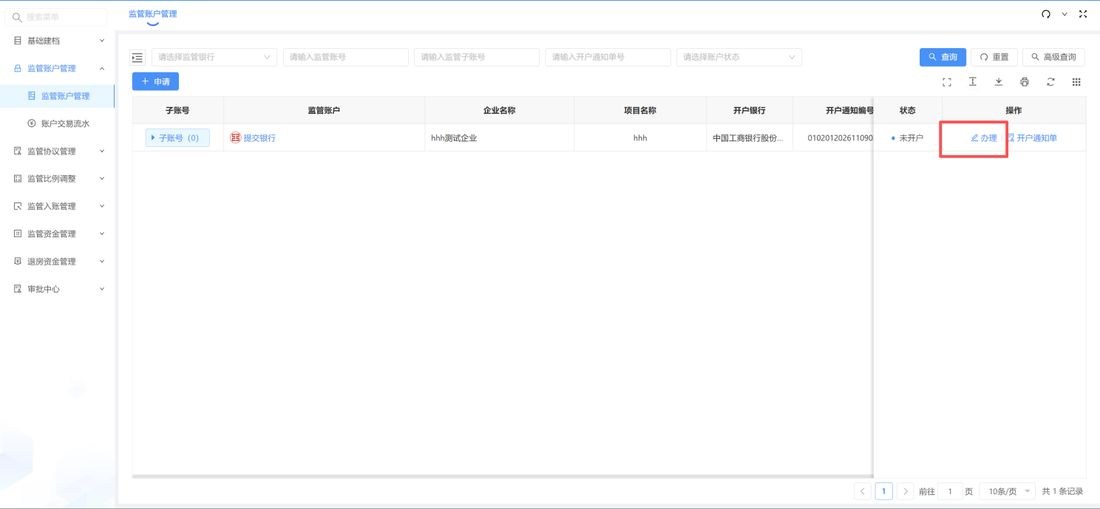 搜索菜单
监管账户管理
基础建档
监管账户管理
监管账户管理
账户交易流水
监管协议管理
监管比例调整
监管入账管理
监管资金管理
退房资金管理
审批中心
请选择监管银行 请输入监管账号 请输入监管子账号 请输入开户通知单号 请选择账户状态 查询 重置 高级查询
申请
子账号 监管账户 企业名称 项目名称 开户银行 开户通知编号 状态 操作
子账号（0） 提交银行 hhh测试企业 hhh 中国工商银行股份... 010201202611090 未开户 办理 开户通知单
1 前往 1 页 10条/页 共 1 条记录